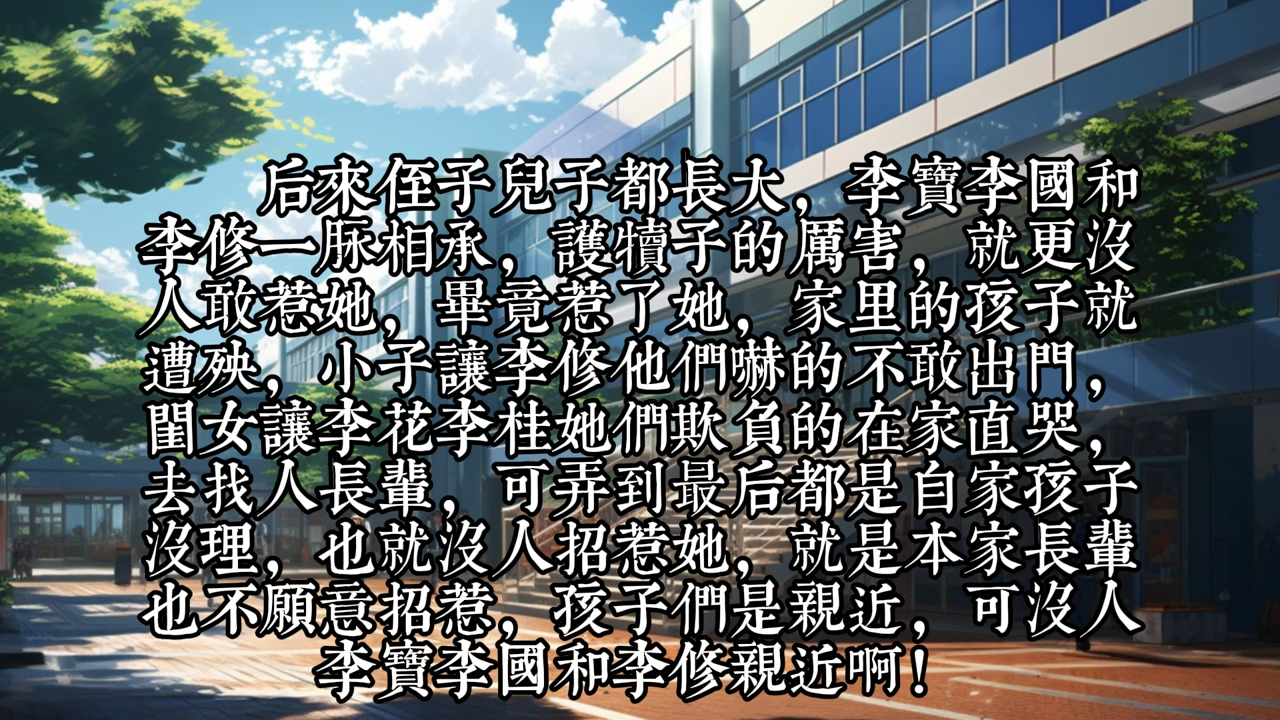 后來侄子兒子都長大，李寶李國和
李修一脈相承，護犢子的厲害，就更沒
人敢惹她，畢竟惹了她，家里的孩子就
遭殃，小子讓李修他們嚇的不敢出門，
閨女讓李花李桂她們欺負的在家直哭，
去找人長輩，可弄到最后都是自家孩子
沒理，也就沒人招惹她，就是本家長輩
也不願意招惹，孩子們是親近，可沒人
李寶李國和李修親近啊！